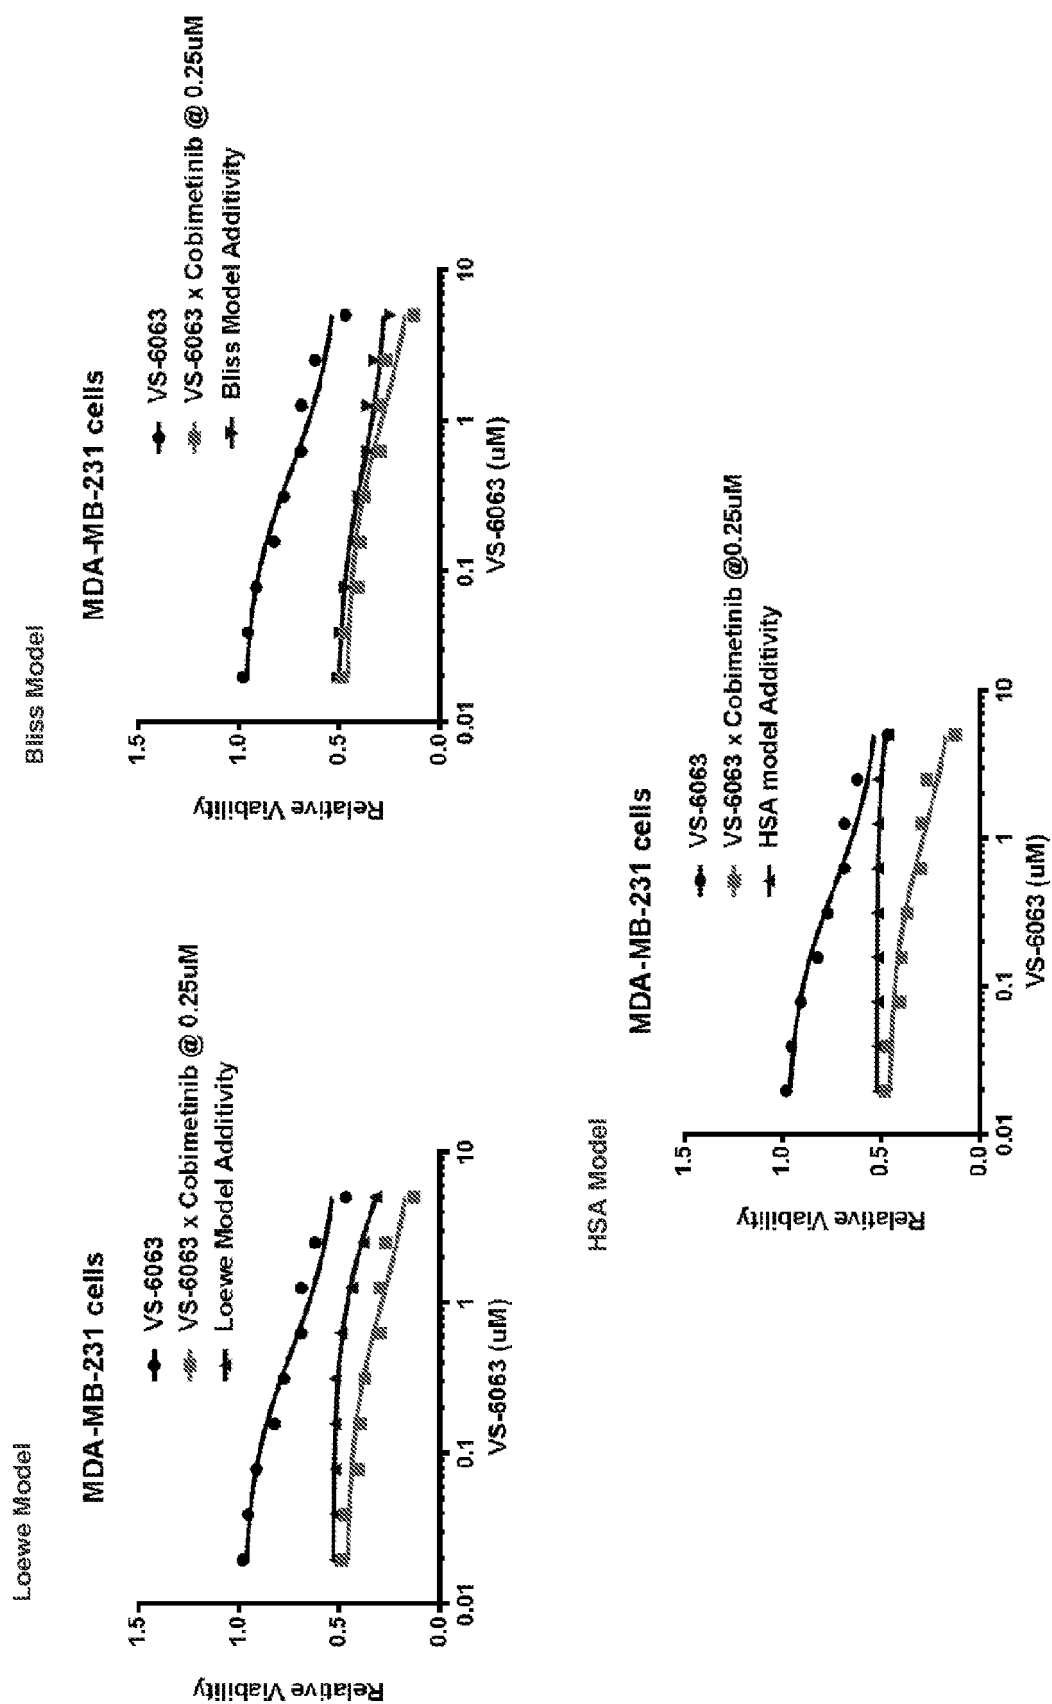 Loewe Model
MDA-MB-231 cells
VS-6063
VS-6063 x Cobimetinib @ 0.25uM
Loewe Model Additivity
Relative Viability
1.5
1.0
0.5
0.0
0.01
0.1
1
10
VS-6063 (uM)
Bliss Model
MDA-MB-231 cells
VS-6063
VS-6063 x Cobimetinib @ 0.25uM
Bliss Model Additivity
Relative Viability
1.5
1.0
0.5
0.0
0.01
0.1
1
10
VS-6063 (uM)
HSA Model
MDA-MB-231 cells
VS-6063
VS-6063 x Cobimetinib @0.25uM
HSA model Additivity
Relative Viability
1.5
1.0
0.5
0.0
0.01
0.1
1
10
VS-6063 (uM)